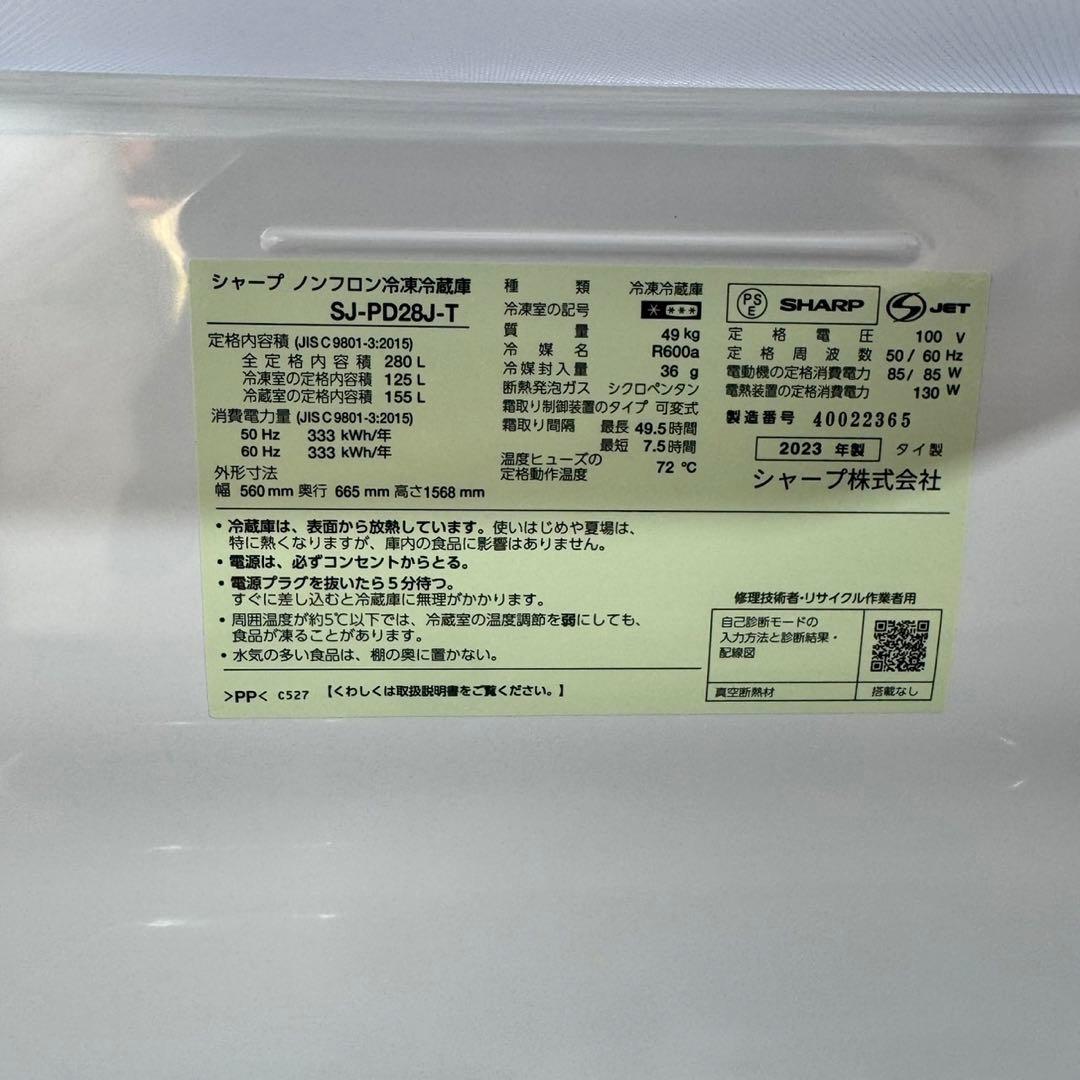 シャープ ノンフロン冷凍冷蔵庫
SJ-PD28J-T
定格内容積 (JIS C 9801-3:2015)
全定格内容積 280 L
冷凍室の定格内容積 125 L
冷蔵室の定格内容積 155 L
消費電力量 (JIS C 9801-3:2015)
50 Hz 333 kWh/年
60 Hz 333 kWh/年
外形寸法
幅 560 mm 奥行 665 mm 高さ1568 mm
種類 冷凍冷蔵庫
冷凍室の記号 * ***
質量 49 kg
冷媒名 R600a
冷媒封入量 36 g
断熱発泡ガス シクロペンタン
霜取り制御装置のタイプ 可変式
霜取り間隔 最長 49.5 時間
最短 7.5 時間
温度ヒューズの
定格動作温度 72 ℃
PS
E
SHARP
JET
定格電圧 100 V
定格周波数 50 / 60 Hz
電動機の定格消費電力 85 / 85 W
電熱装置の定格消費電力 130 W
製造番号 40022365
2023 年製 タイ製
シャープ株式会社
・冷蔵庫は、表面から放熱しています。使いはじめや夏場は、
特に熱くなりますが、庫内の食品に影響はありません。
・電源は、必ずコンセントからとる。
・電源プラグを抜いたら5分待つ。
すぐに差し込むと冷蔵庫に無理がかかります。
・周囲温度が約5℃以下では、冷蔵室の温度調節を弱にしても、
食品が凍ることがあります。
・水気の多い食品は、棚の奥に置かない。
>PP< C527 【くわしくは取扱説明書をご覧ください。】
修理技術者・リサイクル作業者用
自己診断モードの
入力方法と診断結果・
配線図
真空断熱材 搭載なし